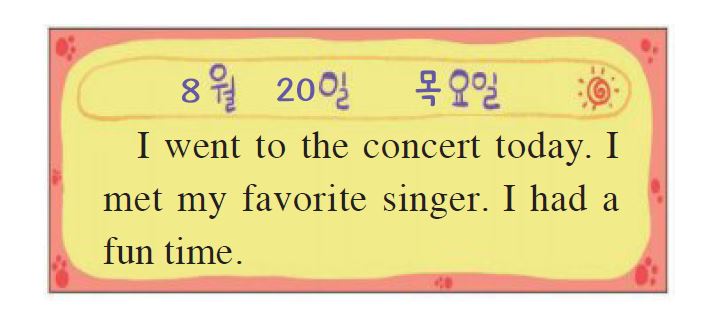 8월 20일 목요일
I went to the concert today. I
met my favorite singer. I had a
fun time.